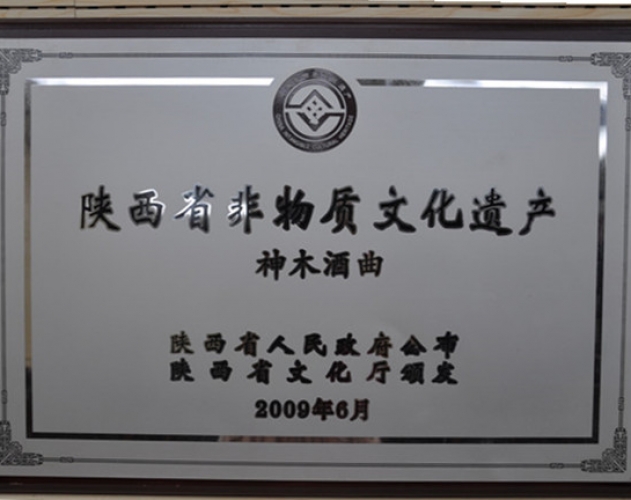 陕西省非物质文化遗产
神木酒曲
陕西省人民政府公布
陕西省文化厅颁发
2009年6月